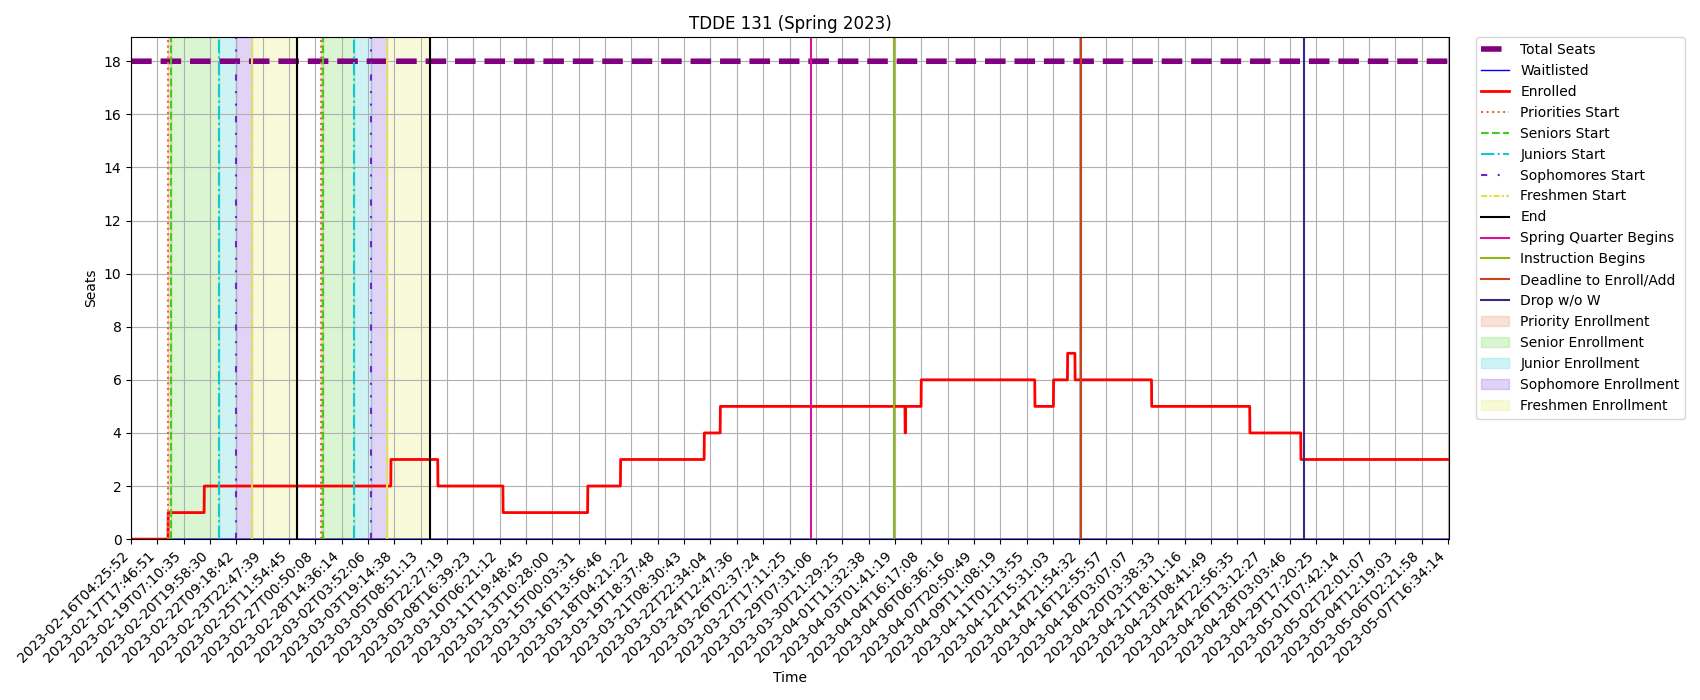 TDDE 131 (Spring 2023)
Seats
18
16
14
12
10
8
6
4
2
0
2023-02-16T04:25:52
2023-02-17T17:46:51
2023-02-19T07:10:35
2023-02-20T19:58:30
2023-02-22T09:18:42
2023-02-23T22:47:39
2023-02-25T11:54:45
2023-02-27T00:50:08
2023-02-28T14:36:14
2023-03-02T03:52:06
2023-03-03T19:14:38
2023-03-05T08:51:13
2023-03-06T22:27:19
2023-03-08T16:39:23
2023-03-10T06:21:12
2023-03-11T19:48:45
2023-03-13T10:28:00
2023-03-15T00:03:31
2023-03-16T13:56:46
2023-03-18T04:21:22
2023-03-19T18:37:48
2023-03-21T08:30:43
2023-03-22T22:34:04
2023-03-24T12:47:36
2023-03-26T02:37:24
2023-03-27T17:11:25
2023-03-29T07:31:06
2023-03-30T21:29:25
2023-04-01T11:32:38
2023-04-03T01:41:19
2023-04-04T16:17:08
2023-04-06T06:36:16
2023-04-07T20:50:49
2023-04-09T11:08:19
2023-04-11T01:13:55
2023-04-12T15:31:03
2023-04-14T21:54:32
2023-04-16T12:55:57
2023-04-18T03:07:07
2023-04-20T03:38:33
2023-04-21T18:11:16
2023-04-23T08:41:49
2023-04-24T22:56:35
2023-04-26T13:12:27
2023-04-28T03:03:46
2023-04-29T17:20:25
2023-05-01T07:42:14
2023-05-02T22:01:07
2023-05-04T12:19:03
2023-05-06T02:21:58
2023-05-07T16:34:14
Time
Total Seats
Waitlisted
Enrolled
Priorities Start
Seniors Start
Juniors Start
Sophomores Start
Freshmen Start
End
Spring Quarter Begins
Instruction Begins
Deadline to Enroll/Add
Drop w/o W
Priority Enrollment
Senior Enrollment
Junior Enrollment
Sophomore Enrollment
Freshmen Enrollment